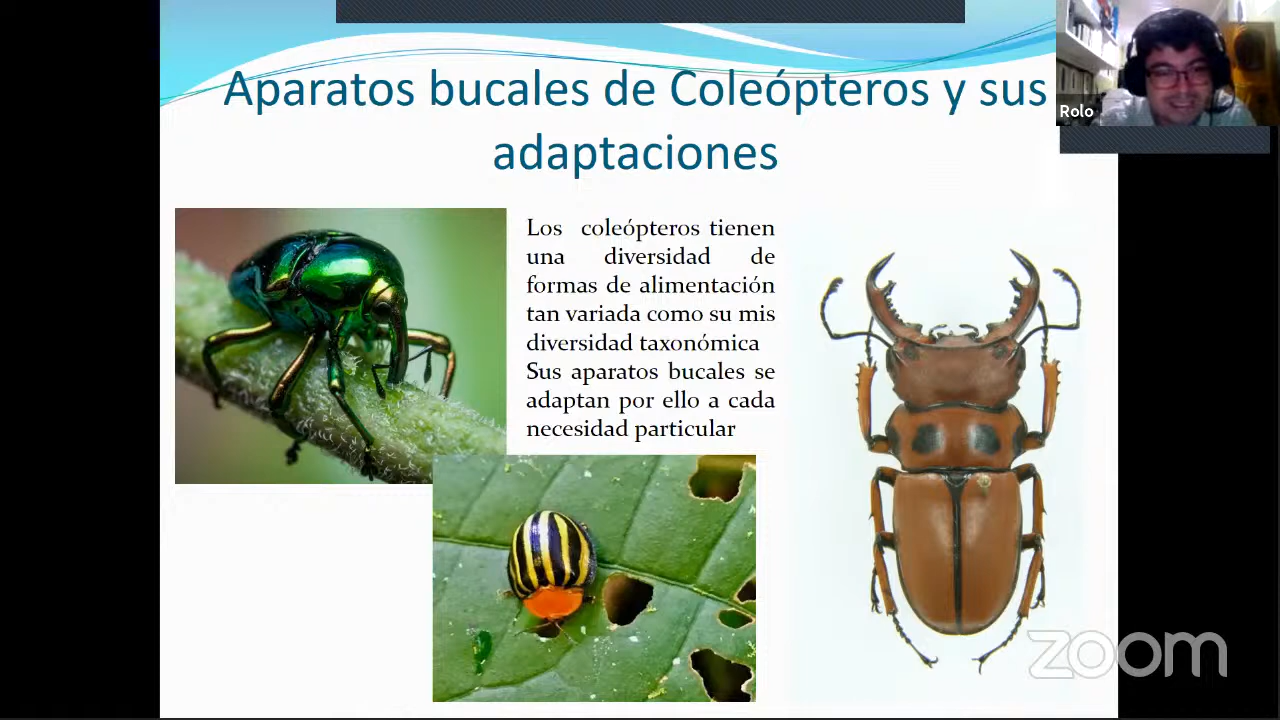 Aparatos bucales de Coleópteros y sus
adaptaciones
Rolo
Los coleópteros tienen
una diversidad de
formas de alimentación
tan variada como su mis
diversidad taxonómica
Sus aparatos bucales se
adaptan por ello a cada
necesidad particular
zoom